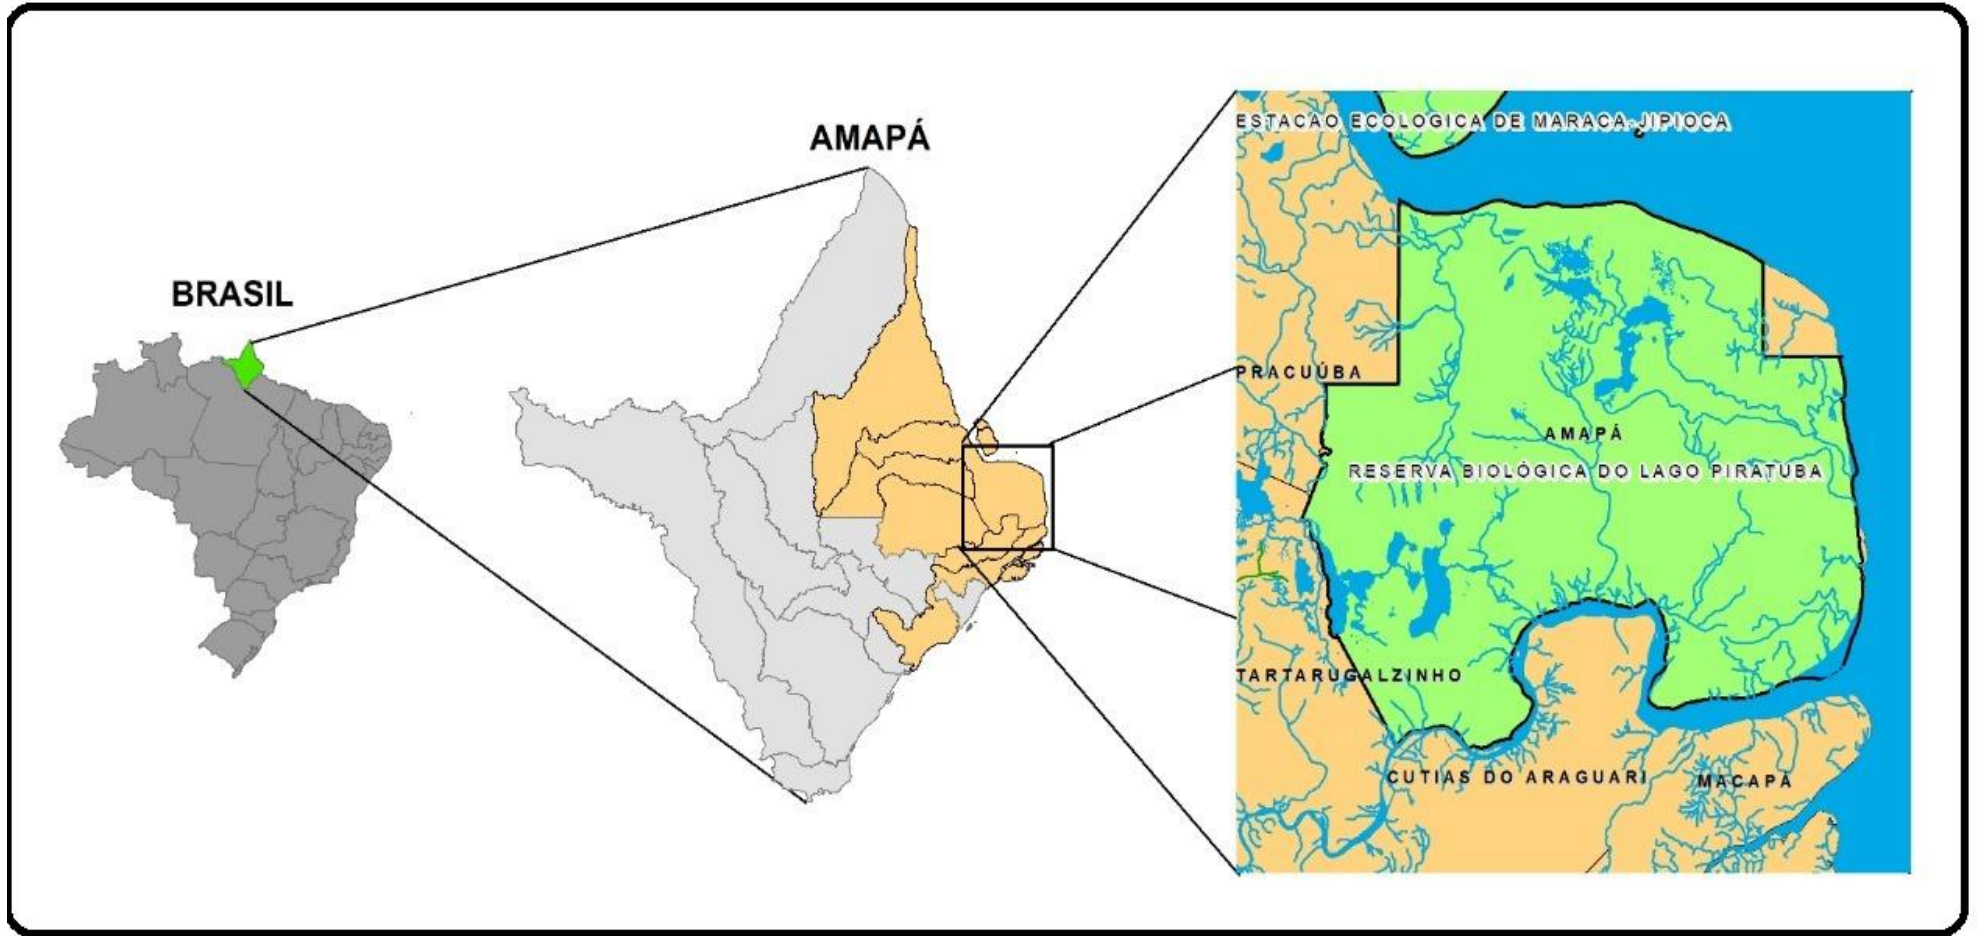 BRASIL
AMAPÁ
ESTACAO ECOLOGICA DE MARACA-JIPIOCA
PRACUÚBA
AMAPÁ
RESERVA BIOLÓGICA DO LAGO PIRATUBA
TARTARUGALZINHO
CUTIAS DO ARAGUARI
MACAPÁ